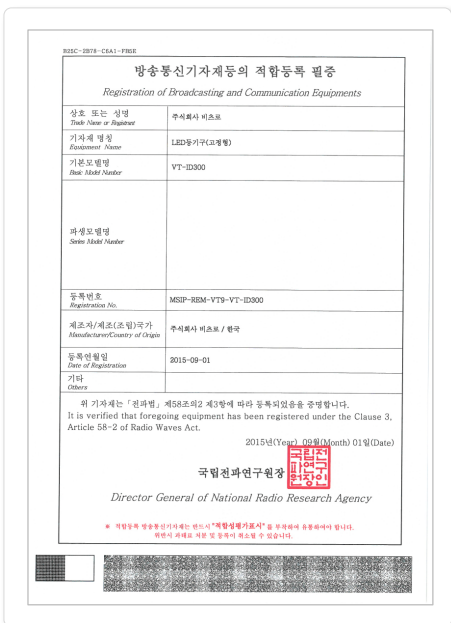 B2SC-2B78-C6A1-FB5E
방송통신기자재등의 적합등록 필증
Registration of Broadcasting and Communication Equipments
상호 또는 성명
Trade Name or Registrant
주식회사 비츠로
기자재 명칭
Equipment Name
LED등기구(고정형)
기본모델명
Basic Model Number
VT-ID300
파생모델명
Series Model Number
등록번호
Registration No.
MSIP-REM-VT9-VT-ID300
제조자/제조(조립)국가
Manufacturer/Country of Origin
주식회사 비츠로 / 한국
등록연월일
Date of Registration
2015-09-01
기타
Others
위 기자재는「전파법」제58조의2 제3항에 따라 등록되었음을 증명합니다.
It is verified that foregoing equipment has been registered under the Clause 3,
Article 58-2 of Radio Waves Act.
2015년(Year) 09월(Month) 01일(Date)
국립전파연구원장
국립전
파연구
원장인
Director General of National Radio Research Agency
※ 적합등록 방송통신기자재는 반드시 "적합성평가표시" 를 부착하여 유통하여야 합니다.
위반시 과태료 처분 및 등록이 취소될 수 있습니다.